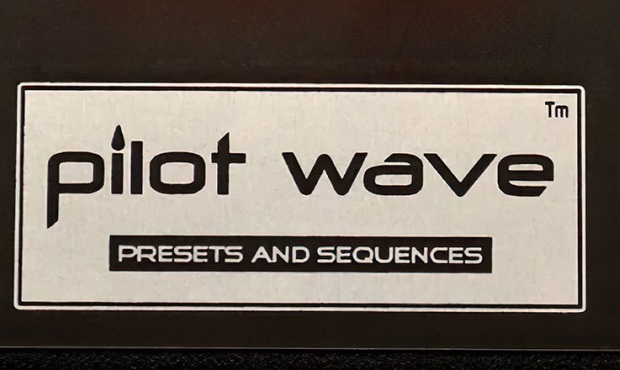 Tm
pilot wave
PRESETS AND SEQUENCES